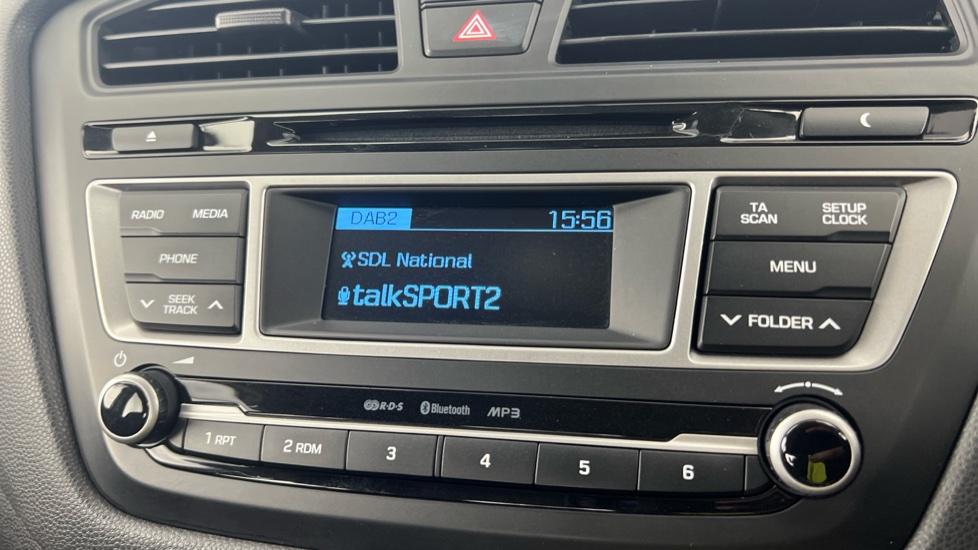 RADIO MEDIA
PHONE
SEEK
TRACK
DAB2 15:56
SDL National
talkSPORT2
TA
SCAN
SETUP
CLOCK
MENU
FOLDER
R·D·S Bluetooth MP3
1 RPT 2 RDM 3 4 5 6